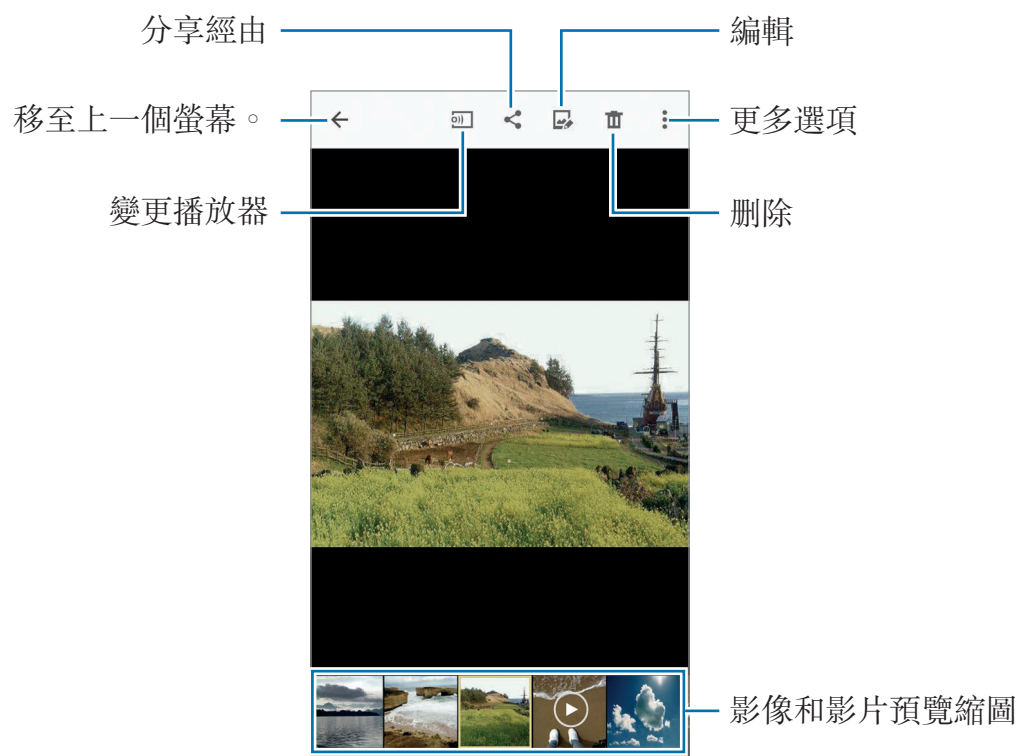 分享經由
編輯
移至上一個螢幕。
更多選項
變更播放器
刪除
影像和影片預覽縮圖